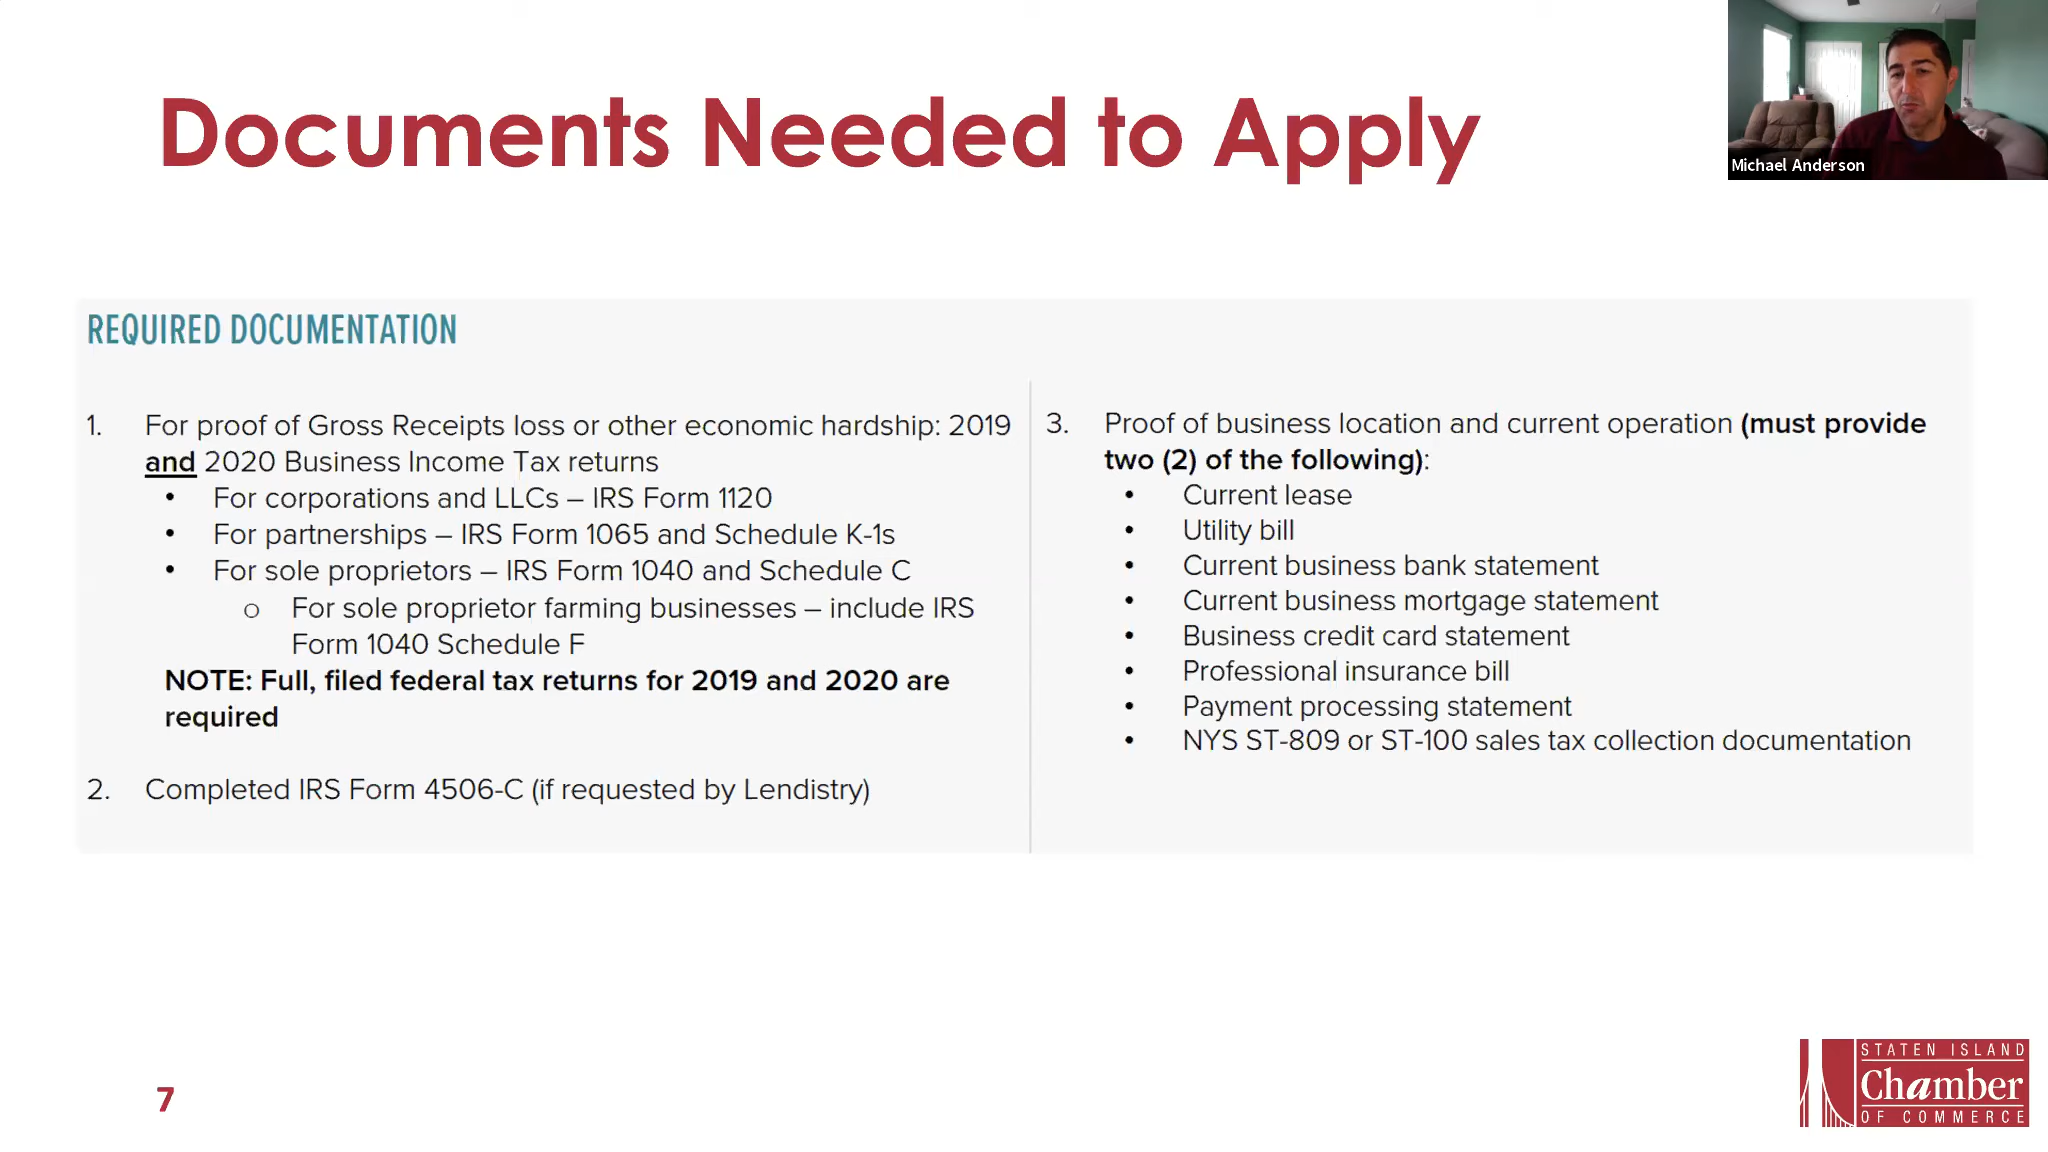 Documents Needed to Apply
Michael Anderson
REQUIRED DOCUMENTATION
1. For proof of Gross Receipts loss or other economic hardship: 2019
and 2020 Business Income Tax returns
• For corporations and LLCs – IRS Form 1120
• For partnerships – IRS Form 1065 and Schedule K-1s
• For sole proprietors – IRS Form 1040 and Schedule C
o For sole proprietor farming businesses – include IRS
Form 1040 Schedule F
NOTE: Full, filed federal tax returns for 2019 and 2020 are
required
2. Completed IRS Form 4506-C (if requested by Lendistry)
3. Proof of business location and current operation (must provide
two (2) of the following):
• Current lease
• Utility bill
• Current business bank statement
• Current business mortgage statement
• Business credit card statement
• Professional insurance bill
• Payment processing statement
• NYS ST-809 or ST-100 sales tax collection documentation
7
STATEN ISLAND
Chamber
OF COMMERCE